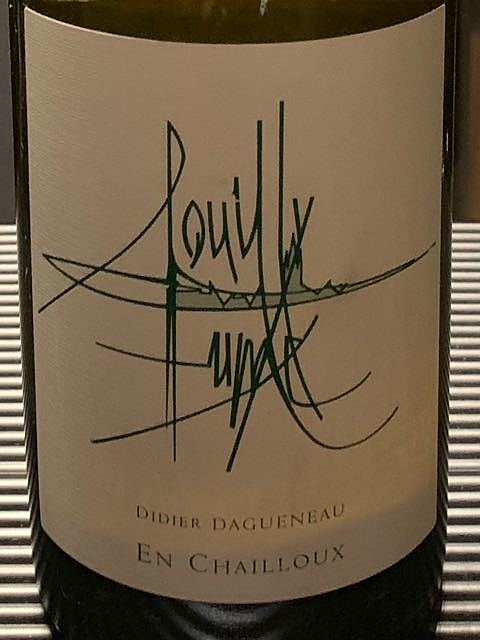 Pouilly
Fumé
DIDIER DAGUENEAU
EN CHAILLOUX